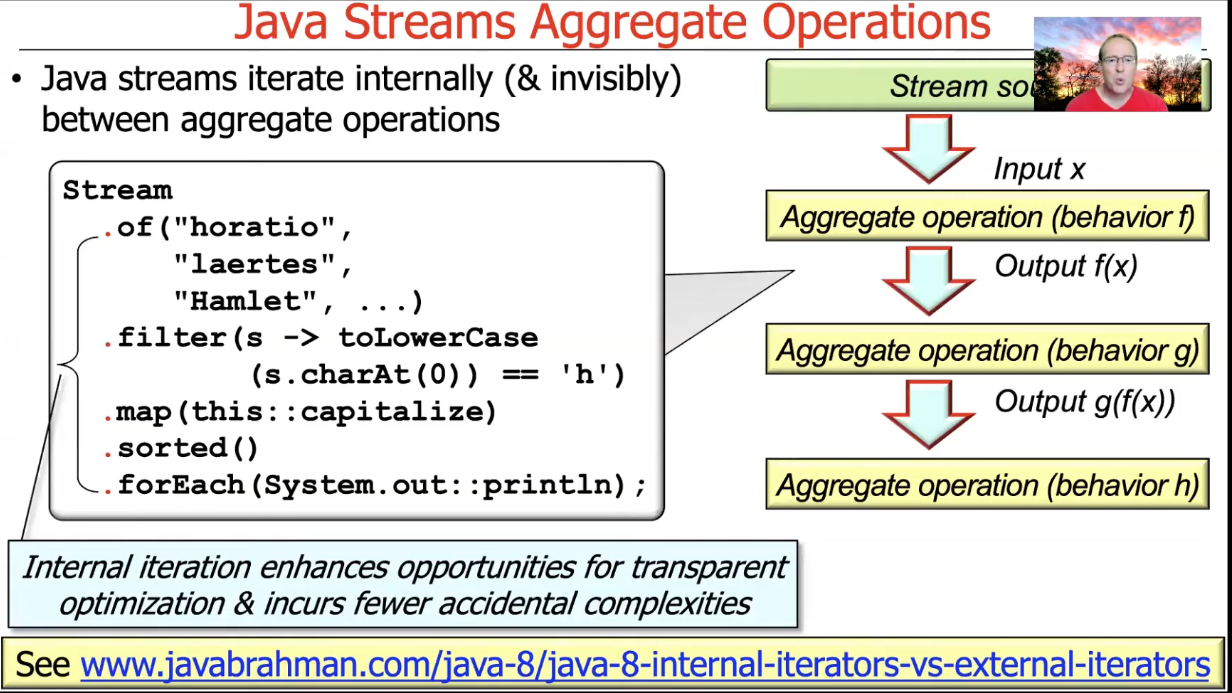 Java Streams Aggregate Operations
• Java streams iterate internally (& invisibly)
between aggregate operations
Stream
.of("horatio",
"laertes",
"Hamlet", ...)
.filter(s -> toLowerCase
(s.charAt(0)) == 'h')
.map(this::capitalize)
.sorted()
.forEach(System.out::println);
Internal iteration enhances opportunities for transparent
optimization & incurs fewer accidental complexities
Stream
Input x
Aggregate operation (behavior f)
Output f(x)
Aggregate operation (behavior g)
Output g(f(x))
Aggregate operation (behavior h)
See www.javabrahman.com/java-8/java-8-internal-iterators-vs-external-iterators